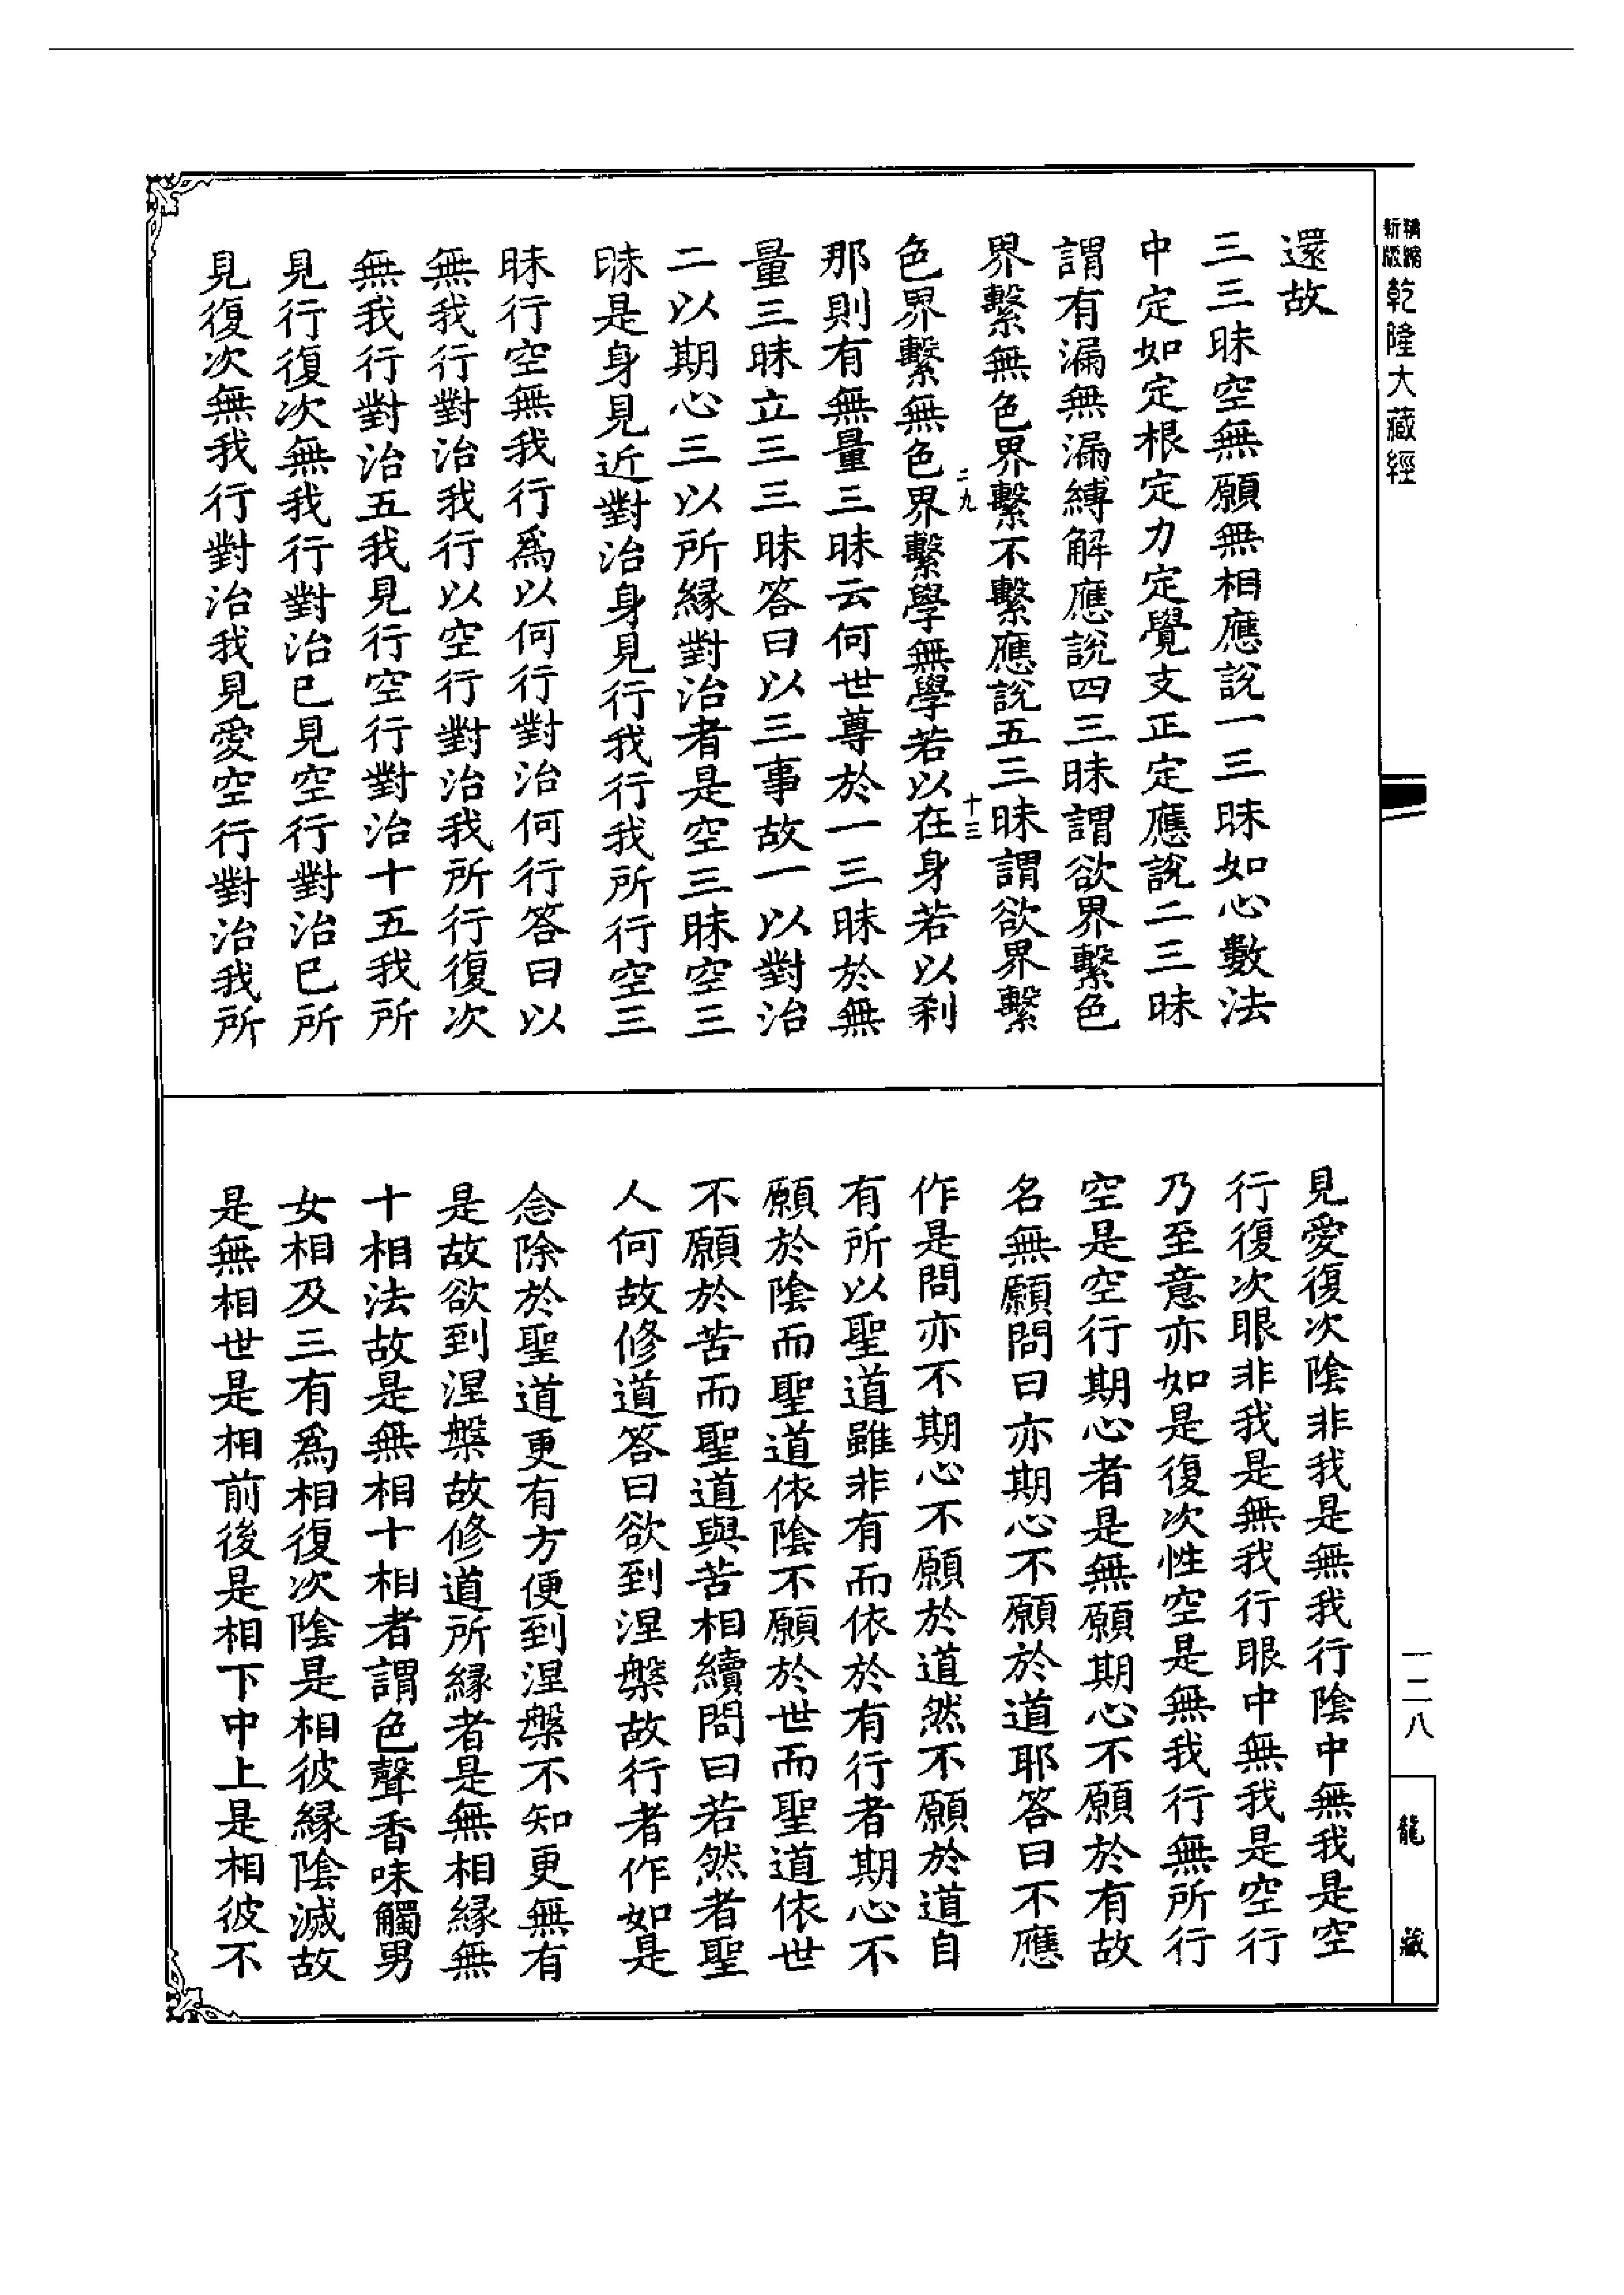 新版
精縮
乾隆大藏經
還故
三三昧空無願無相應說一三昧如心數法
中定如定根定力定覺支正定應說二三昧
謂有漏無漏縛解應說四三昧謂欲界繫色
界繫無色界繫不繫應說五三昧謂欲界繫
二九
十三
色界繫無色界繫學無學若以在身若以刹
那則有無量三昧云何世尊於一三昧於無
量三昧立三三昧答曰以三事故一以對治
二以期心三以所緣對治者是空三昧空三
昧是身見近對治身見行我行我所行空三
昧行空無我行爲以何行對治何行答曰以
無我行對治我行以空行對治我所行復次
無我行對治五我見行空行對治十五我所
見行復次無我行對治已見空行對治已所
見復次無我行對治我見愛空行對治我所
見愛復次陰非我是無我行陰中無我是空
行復次眼非我是無我行眼中無我是空行
乃至意亦如是復次性空是無我行無所行
空是空行期心者是無願期心不願於有故
名無願問曰亦期心不願於道耶答曰不應
作是問亦不期心不願於道然不願於道自
有所以聖道雖非有而依於有行者期心不
願於陰而聖道依陰不願於世而聖道依世
不願於苦而聖道與苦相續問曰若然者聖
人何故修道答曰欲到涅槃故行者作如是
念除於聖道更有方便到涅槃不知更無有
是故欲到涅槃故修道所緣者是無相緣無
十相法故是無相十相者謂色聲香味觸男
女相及三有爲相復次陰是相彼緣陰滅故
是無相世是相前後是相下中上是相彼不
一二八
龍藏